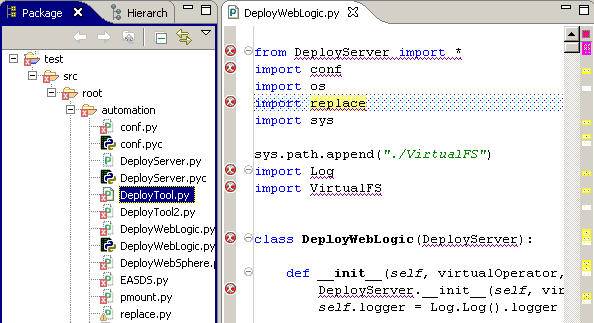 Package
Hierarch
test
src
root
automation
conf.py
conf.pyc
DeployServer.py
DeployServer.pyc
DeployTool.py
DeployTool2.py
DeployWebLogic.py
DeployWebLogic.py
DeployWebSphere.
EASDS.py
pmount.py
replace.py
DeployWebLogic.py
from DeployServer import *
import conf
import os
import replace
import sys
sys.path.append("./VirtualFS")
import Log
import VirtualFS
class DeployWebLogic(DeployServer):
def __init__(self, virtualOperator,
DeployServer.__init__(self, vir
self.logger = Log.Log().logger